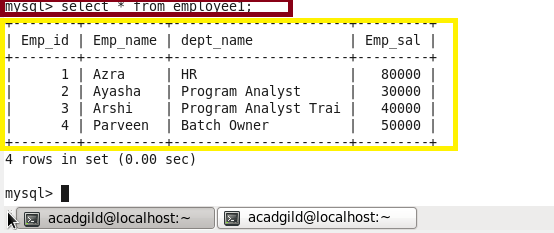 mysql> select * from employee1;
+--------+----------+---------------------+---------+
| Emp_id | Emp_name | dept_name | Emp_sal |
+--------+----------+---------------------+---------+
| 1 | Azra | HR | 80000 |
| 2 | Ayasha | Program Analyst | 30000 |
| 3 | Arshi | Program Analyst Trai | 40000 |
| 4 | Parveen | Batch Owner | 50000 |
+--------+----------+---------------------+---------+
4 rows in set (0.00 sec)
mysql>
acadgild@localhost:~ acadgild@localhost:~